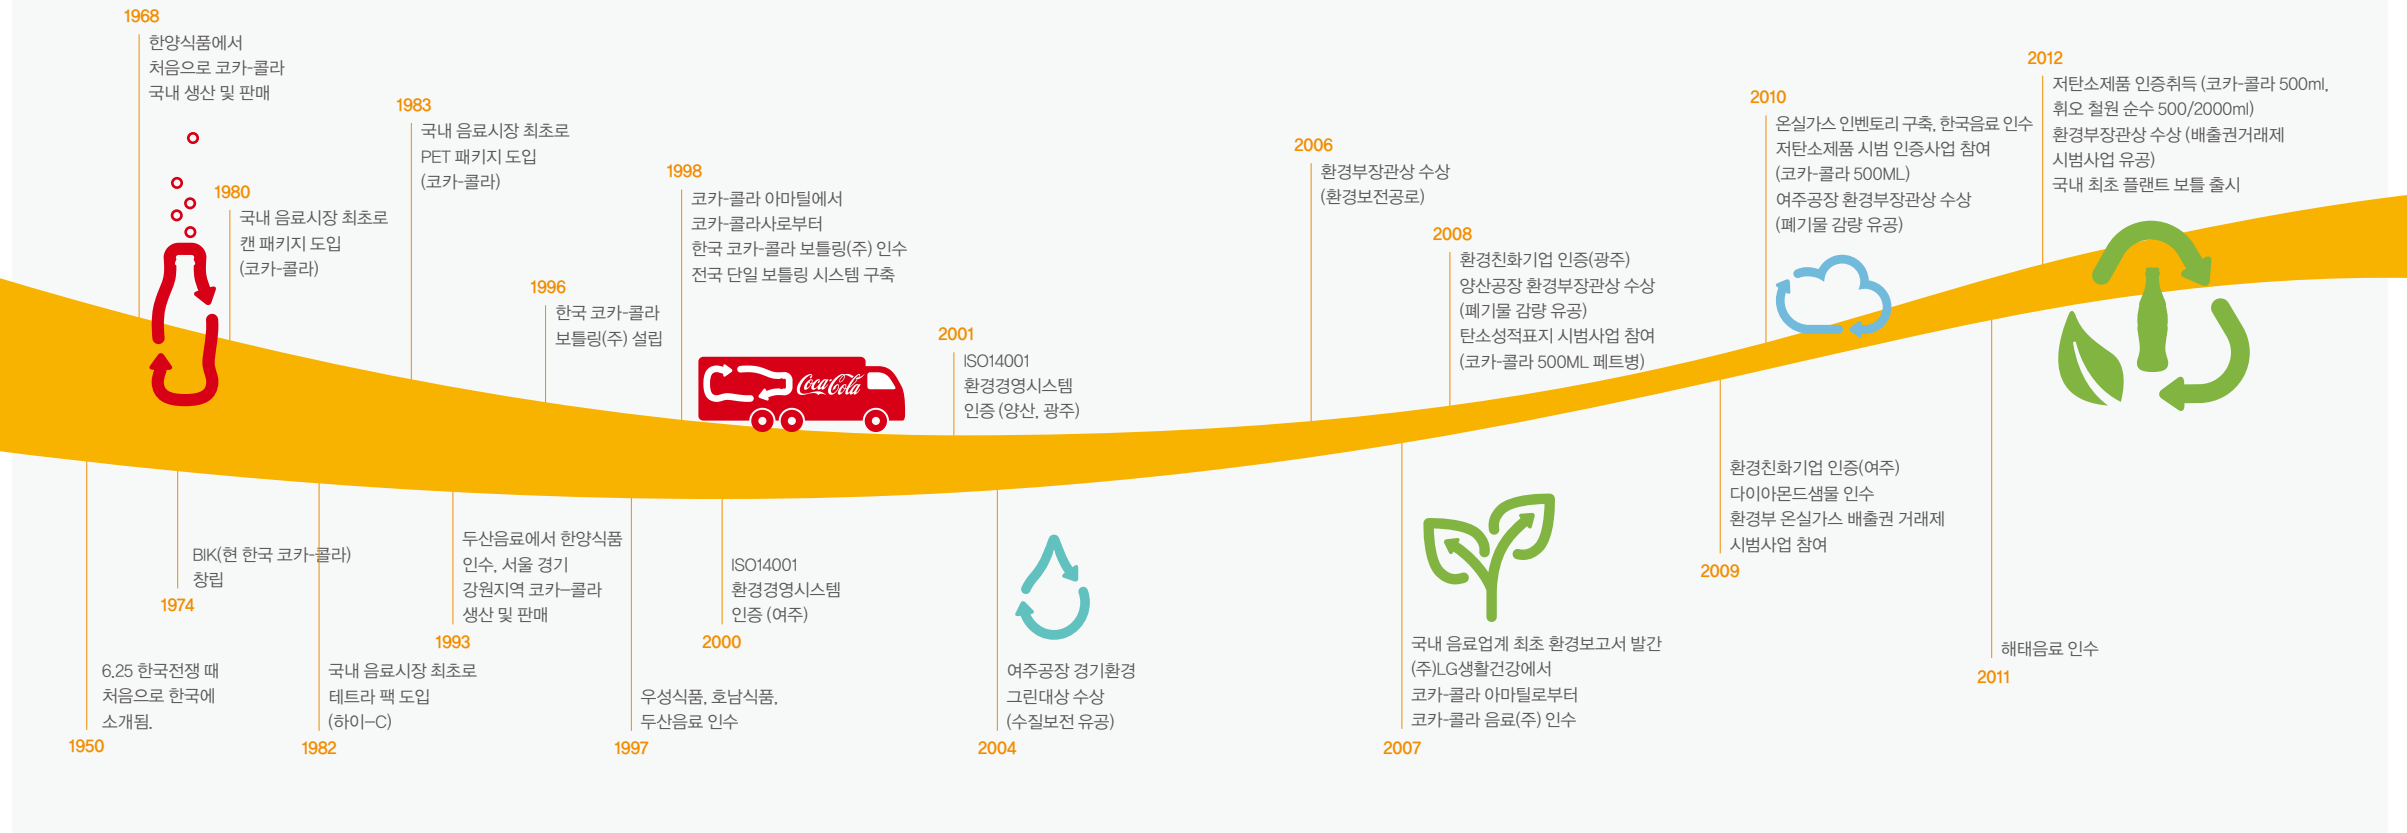 1968
한양식품에서
처음으로 코카-콜라
국내 생산 및 판매
1980
국내 음료시장 최초로
캔 패키지 도입
(코카-콜라)
1983
국내 음료시장 최초로
PET 패키지 도입
(코카-콜라)
1996
한국 코카-콜라
보틀링(주) 설립
1998
코카-콜라 아마틸에서
코카-콜라사로부터
한국 코카-콜라 보틀링(주) 인수
전국 단일 보틀링 시스템 구축
Coca-Cola
2001
ISO14001
환경경영시스템
인증 (양산, 광주)
2006
환경부장관상 수상
(환경보전공로)
2008
환경친화기업 인증(광주)
양산공장 환경부장관상 수상
(폐기물 감량 유공)
탄소성적표지 시범사업 참여
(코카-콜라 500ML 페트병)
2010
온실가스 인벤토리 구축, 한국음료 인수
저탄소제품 시범 인증사업 참여
(코카-콜라 500ML)
여주공장 환경부장관상 수상
(폐기물 감량 유공)
2012
저탄소제품 인증취득 (코카-콜라 500ml,
휘오 철원 순수 500/2000ml)
환경부장관상 수상 (배출권거래제
시범사업 유공)
국내 최초 플랜트 보틀 출시
6.25 한국전쟁 때
처음으로 한국에
소개됨.
1950
BIK(현 한국 코카-콜라)
창립
1974
국내 음료시장 최초로
테트라 팩 도입
(하이-C)
1982
두산음료에서 한양식품
인수, 서울 경기
강원지역 코카-콜라
생산 및 판매
1993
우성식품, 호남식품,
두산음료 인수
1997
ISO14001
환경경영시스템
인증 (여주)
2000
여주공장 경기환경
그린대상 수상
(수질보전 유공)
2004
국내 음료업계 최초 환경보고서 발간
(주)LG생활건강에서
코카-콜라 아마틸로부터
코카-콜라 음료(주) 인수
2007
환경친화기업 인증(여주)
다이아몬드샘물 인수
환경부 온실가스 배출권 거래제
시범사업 참여
2009
해태음료 인수
2011